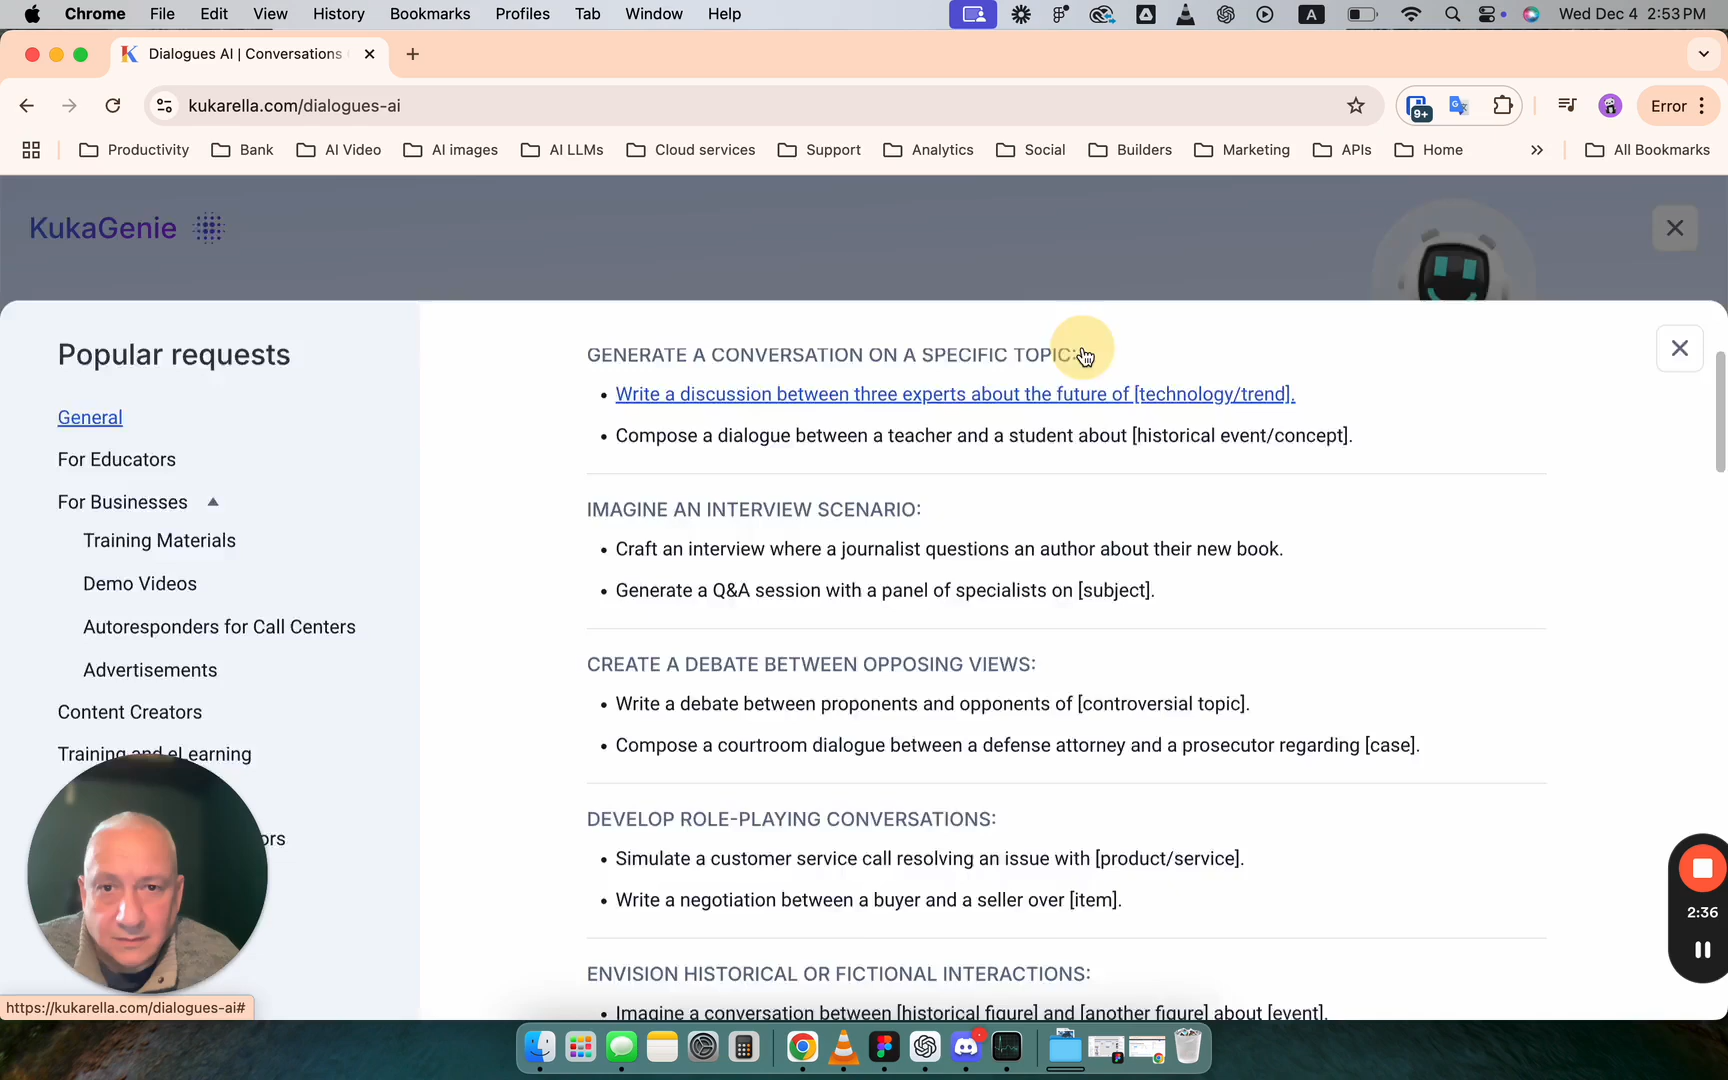 Chrome File Edit View History Bookmarks Profiles Tab Window Help A Wed Dec 4 2:53 PM
Dialogues AI | Conversations
kukarella.com/dialogues-ai 9+ Error
Productivity Bank AI Video AI images AI LLMs Cloud services Support Analytics Social Builders Marketing APIs Home » All Bookmarks
KukaGenie
Popular requests
General
For Educators
For Businesses
Training Materials
Demo Videos
Autoresponders for Call Centers
Advertisements
Content Creators
Training and eLearning
GENERATE A CONVERSATION ON A SPECIFIC TOPIC:
• Write a discussion between three experts about the future of [technology/trend].
• Compose a dialogue between a teacher and a student about [historical event/concept].
IMAGINE AN INTERVIEW SCENARIO:
• Craft an interview where a journalist questions an author about their new book.
• Generate a Q&A session with a panel of specialists on [subject].
CREATE A DEBATE BETWEEN OPPOSING VIEWS:
• Write a debate between proponents and opponents of [controversial topic].
• Compose a courtroom dialogue between a defense attorney and a prosecutor regarding [case].
DEVELOP ROLE-PLAYING CONVERSATIONS:
• Simulate a customer service call resolving an issue with [product/service].
• Write a negotiation between a buyer and a seller over [item].
ENVISION HISTORICAL OR FICTIONAL INTERACTIONS:
• Imagine a conversation between [historical figure] and [another figure] about [event].
2:36
https://kukarella.com/dialogues-ai#